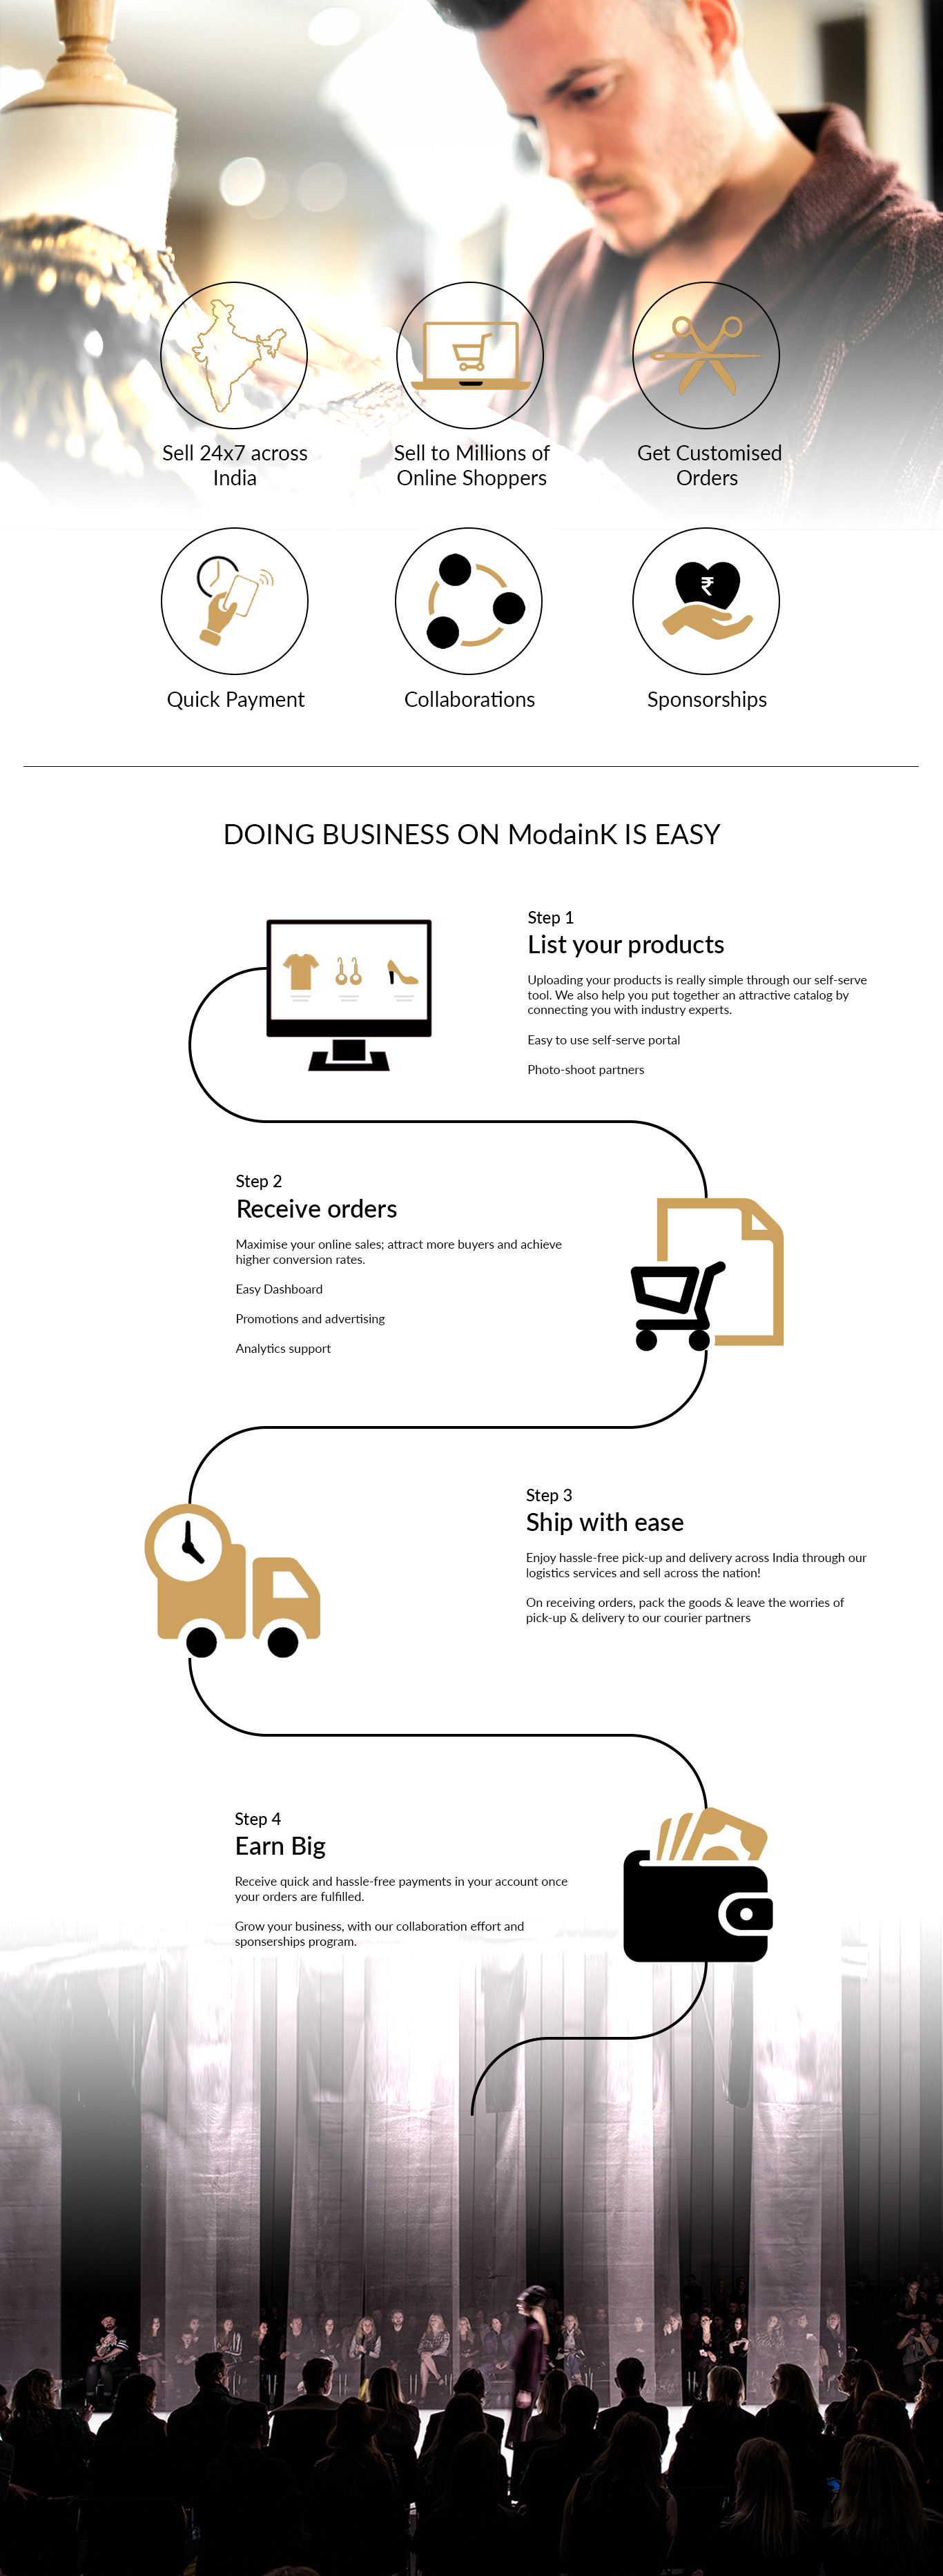 Sell 24x7 across
India
Sell to Millions of
Online Shoppers
Get Customised
Orders
₹
Quick Payment
Collaborations
Sponsorships
DOING BUSINESS ON ModainK IS EASY
Step 1
List your products
Uploading your products is really simple through our self-serve
tool. We also help you put together an attractive catalog by
connecting you with industry experts.
Easy to use self-serve portal
Photo-shoot partners
Step 2
Receive orders
Maximise your online sales; attract more buyers and achieve
higher conversion rates.
Easy Dashboard
Promotions and advertising
Analytics support
Step 3
Ship with ease
Enjoy hassle-free pick-up and delivery across India through our
logistics services and sell across the nation!
On receiving orders, pack the goods & leave the worries of
pick-up & delivery to our courier partners
Step 4
Earn Big
Receive quick and hassle-free payments in your account once
your orders are fulfilled.
Grow your business, with our collaboration effort and
sponserships program.